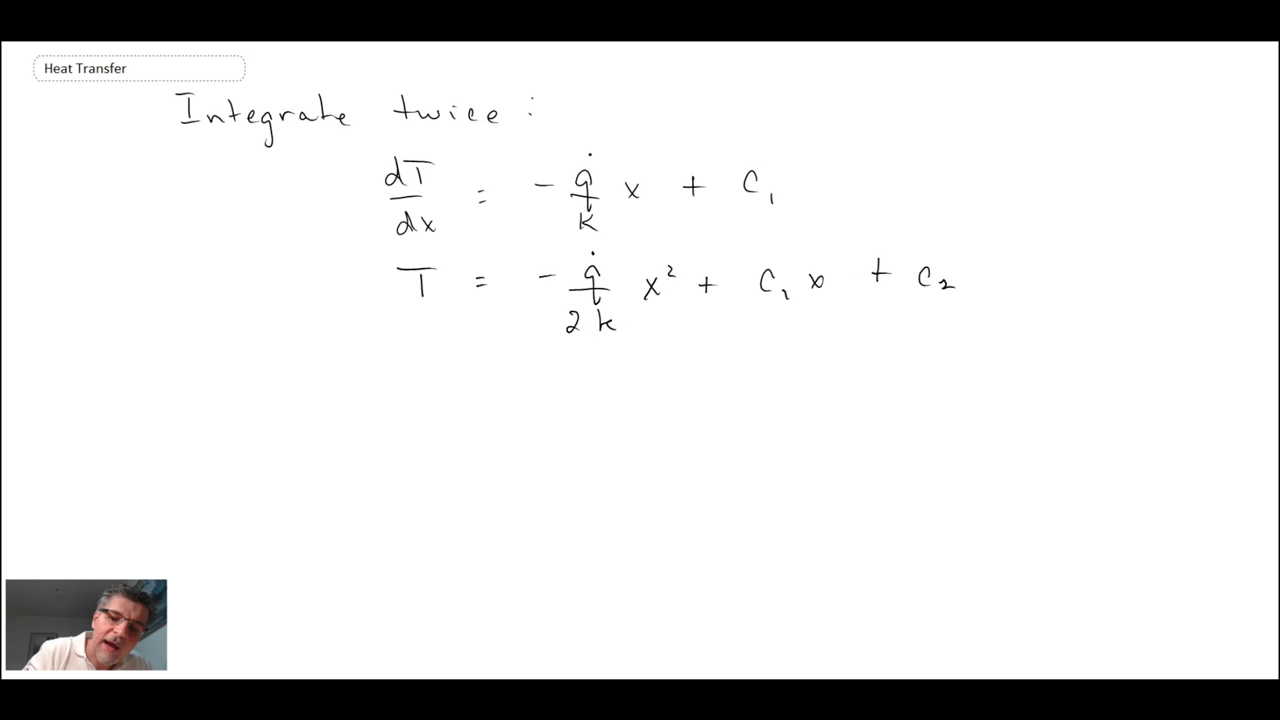 Heat Transfer
Integrate twice :
dT/dx = - q̇/k x + C₁
T = - q̇/2k x² + C₁ x + C₂